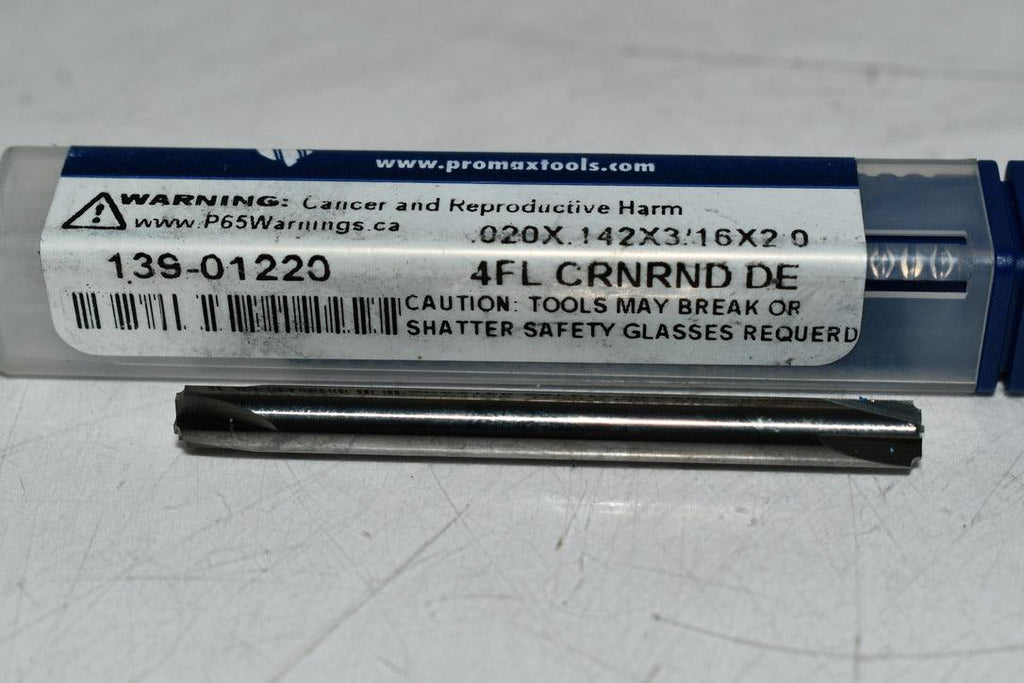 www.promaxtools.com
WARNING: Cancer and Reproductive Harm
www.P65Warnings.ca
.020X.142X3/16X2.0
139-01220
4FL CRNRND DE
CAUTION: TOOLS MAY BREAK OR
SHATTER SAFETY GLASSES REQUERD